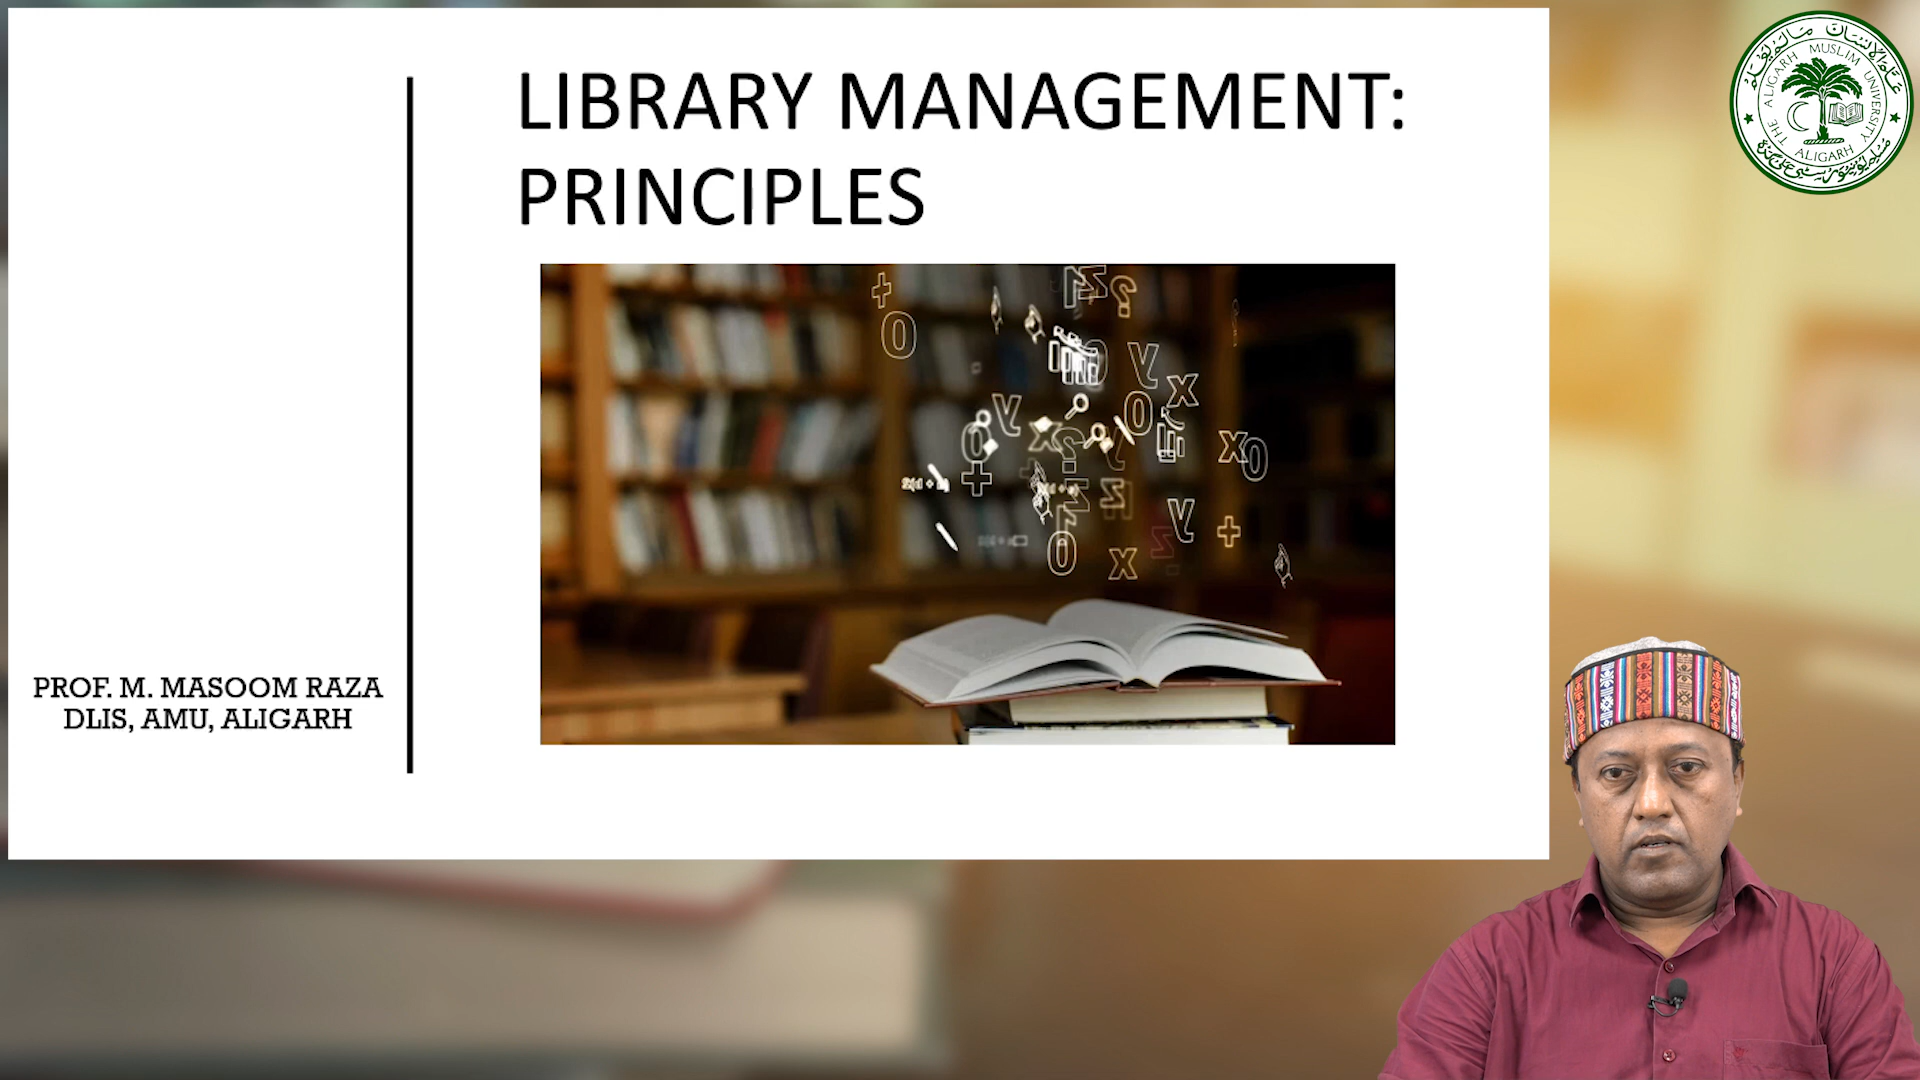 LIBRARY MANAGEMENT:
PRINCIPLES
PROF. M. MASOOM RAZA
DLIS, AMU, ALIGARH
THE ALIGARH MUSLIM UNIVERSITY
ALIGARH